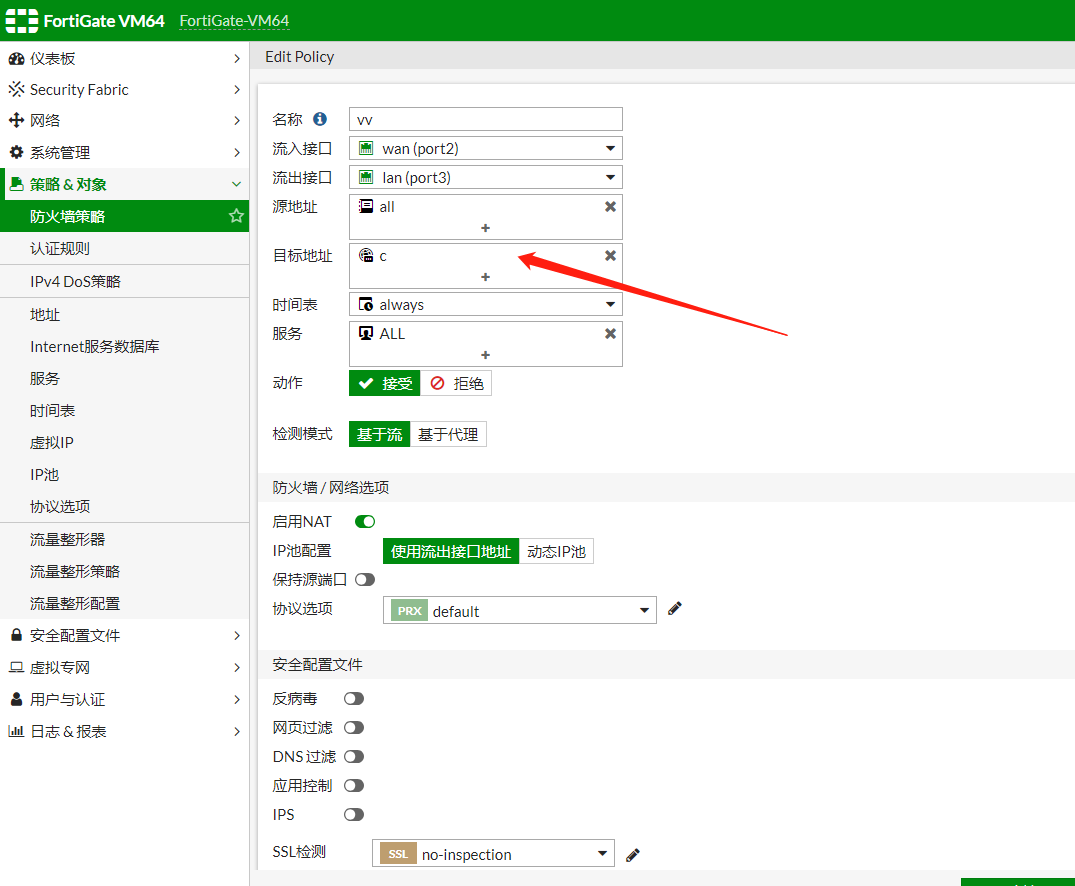 FortiGate VM64 FortiGate-VM64
仪表板
Security Fabric
网络
系统管理
策略 & 对象
防火墙策略
认证规则
IPv4 DoS策略
地址
Internet服务数据库
服务
时间表
虚拟IP
IP池
协议选项
流量整形器
流量整形策略
流量整形配置
安全配置文件
虚拟专网
用户与认证
日志 & 报表
Edit Policy
名称 vv
流入接口 wan (port2)
流出接口 lan (port3)
源地址 all
+
目标地址 c
+
时间表 always
服务 ALL
+
动作 接受 拒绝
检测模式 基于流 基于代理
防火墙 / 网络选项
启用NAT
IP池配置 使用流出接口地址 动态IP池
保持源端口
协议选项 PRX default
安全配置文件
反病毒
网页过滤
DNS 过滤
应用控制
IPS
SSL检测 SSL no-inspection